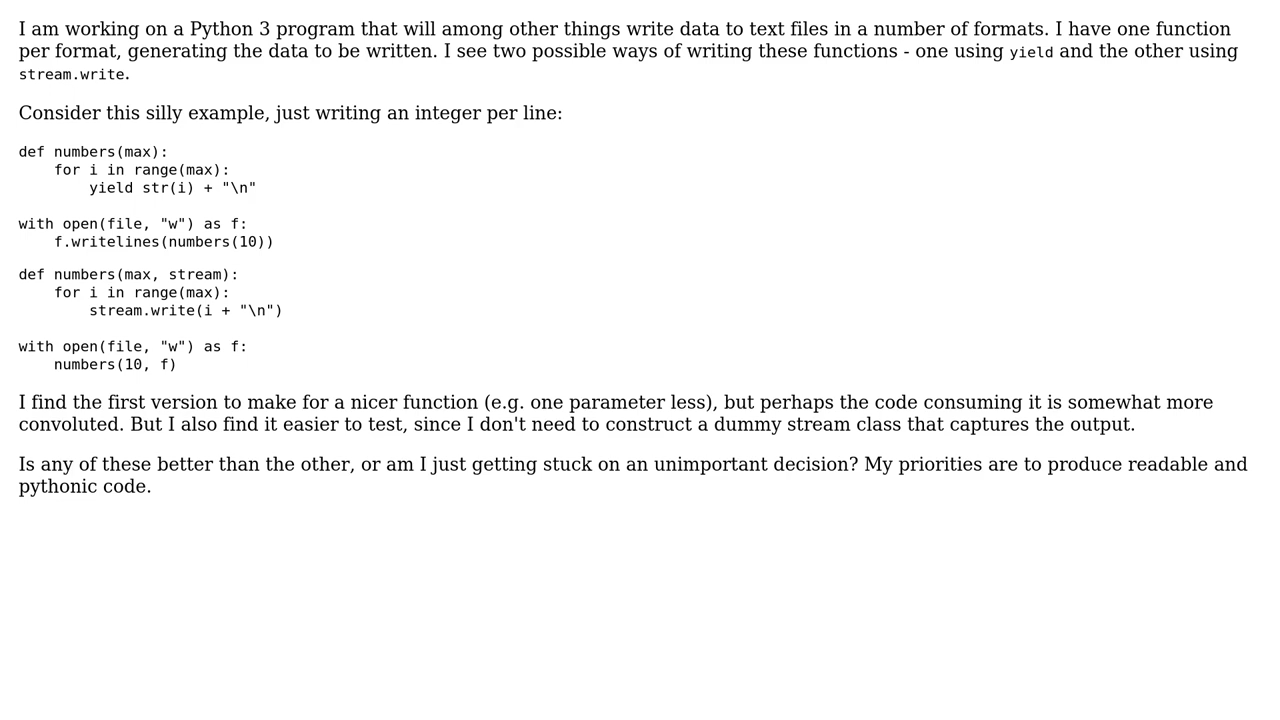 I am working on a Python 3 program that will among other things write data to text files in a number of formats. I have one function
per format, generating the data to be written. I see two possible ways of writing these functions - one using yield and the other using
stream.write.
Consider this silly example, just writing an integer per line:
def numbers(max):
    for i in range(max):
        yield str(i) + "\n"
with open(file, "w") as f:
    f.writelines(numbers(10))
def numbers(max, stream):
    for i in range(max):
        stream.write(i + "\n")
with open(file, "w") as f:
    numbers(10, f)
I find the first version to make for a nicer function (e.g. one parameter less), but perhaps the code consuming it is somewhat more
convoluted. But I also find it easier to test, since I don't need to construct a dummy stream class that captures the output.
Is any of these better than the other, or am I just getting stuck on an unimportant decision? My priorities are to produce readable and
pythonic code.